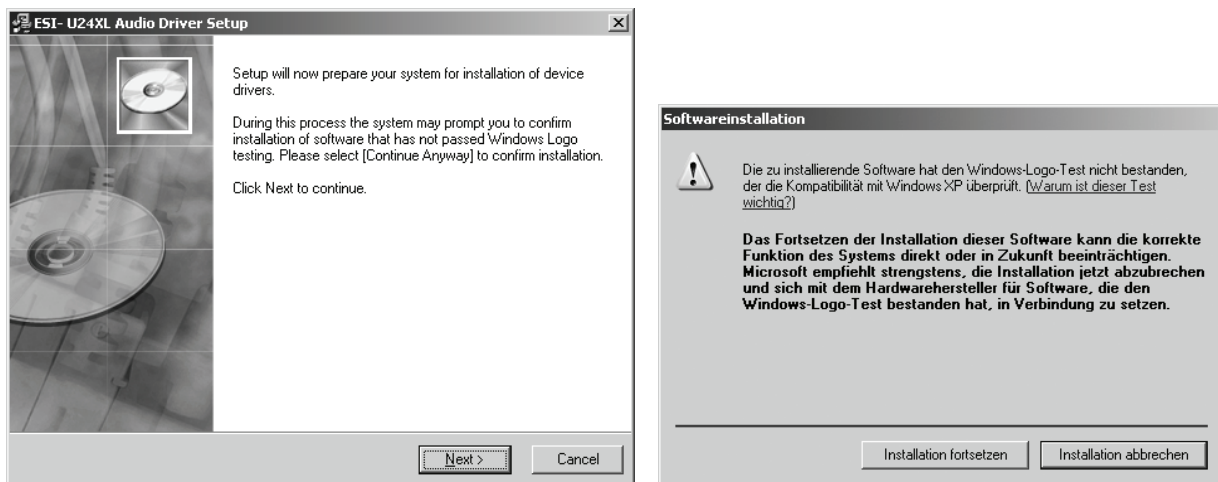 ESI- U24XL Audio Driver Setup
Setup will now prepare your system for installation of device
drivers.
During this process the system may prompt you to confirm
installation of software that has not passed Windows Logo
testing. Please select [Continue Anyway] to confirm installation.
Click Next to continue.
Next >
Cancel
Softwareinstallation
Die zu installierende Software hat den Windows-Logo-Test nicht bestanden,
der die Kompatibilität mit Windows XP überprüft. (Warum ist dieser Test
wichtig?)
Das Fortsetzen der Installation dieser Software kann die korrekte
Funktion des Systems direkt oder in Zukunft beeinträchtigen.
Microsoft empfiehlt strengstens, die Installation jetzt abzubrechen
und sich mit dem Hardwarehersteller für Software, die den
Windows-Logo-Test bestanden hat, in Verbindung zu setzen.
Installation fortsetzen
Installation abbrechen